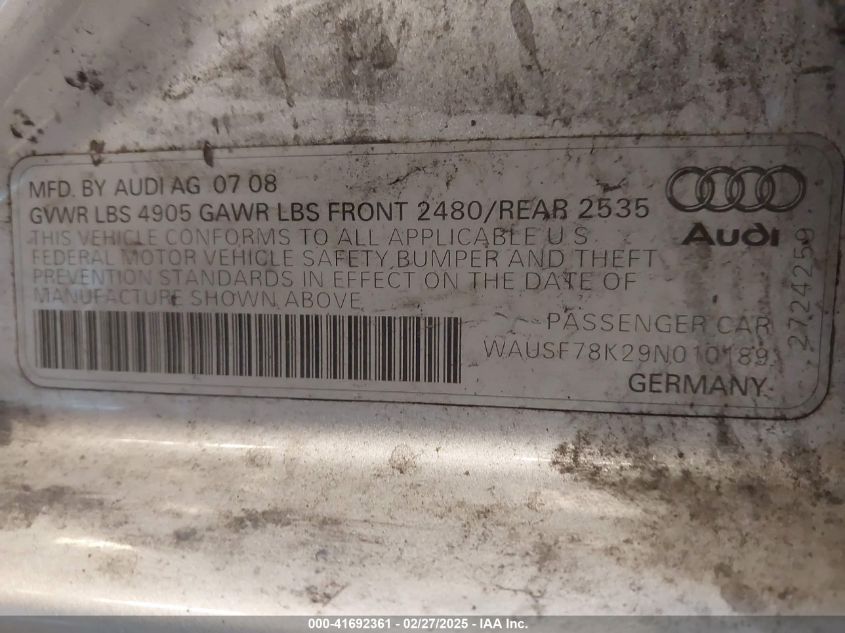 MFD. BY AUDI AG 07 08
GVWR LBS 4905 GAWR LBS FRONT 2480/REAR 2535
THIS VEHICLE CONFORMS TO ALL APPLICABLE U S
FEDERAL MOTOR VEHICLE SAFETY, BUMPER AND THEFT
PREVENTION STANDARDS IN EFFECT ON THE DATE OF
MANUFACTURE SHOWN ABOVE
Audi
PASSENGER CAR
WAUSF78K29N010189
GERMANY
2724259
000-41692361 - 02/27/2025 - IAA Inc.